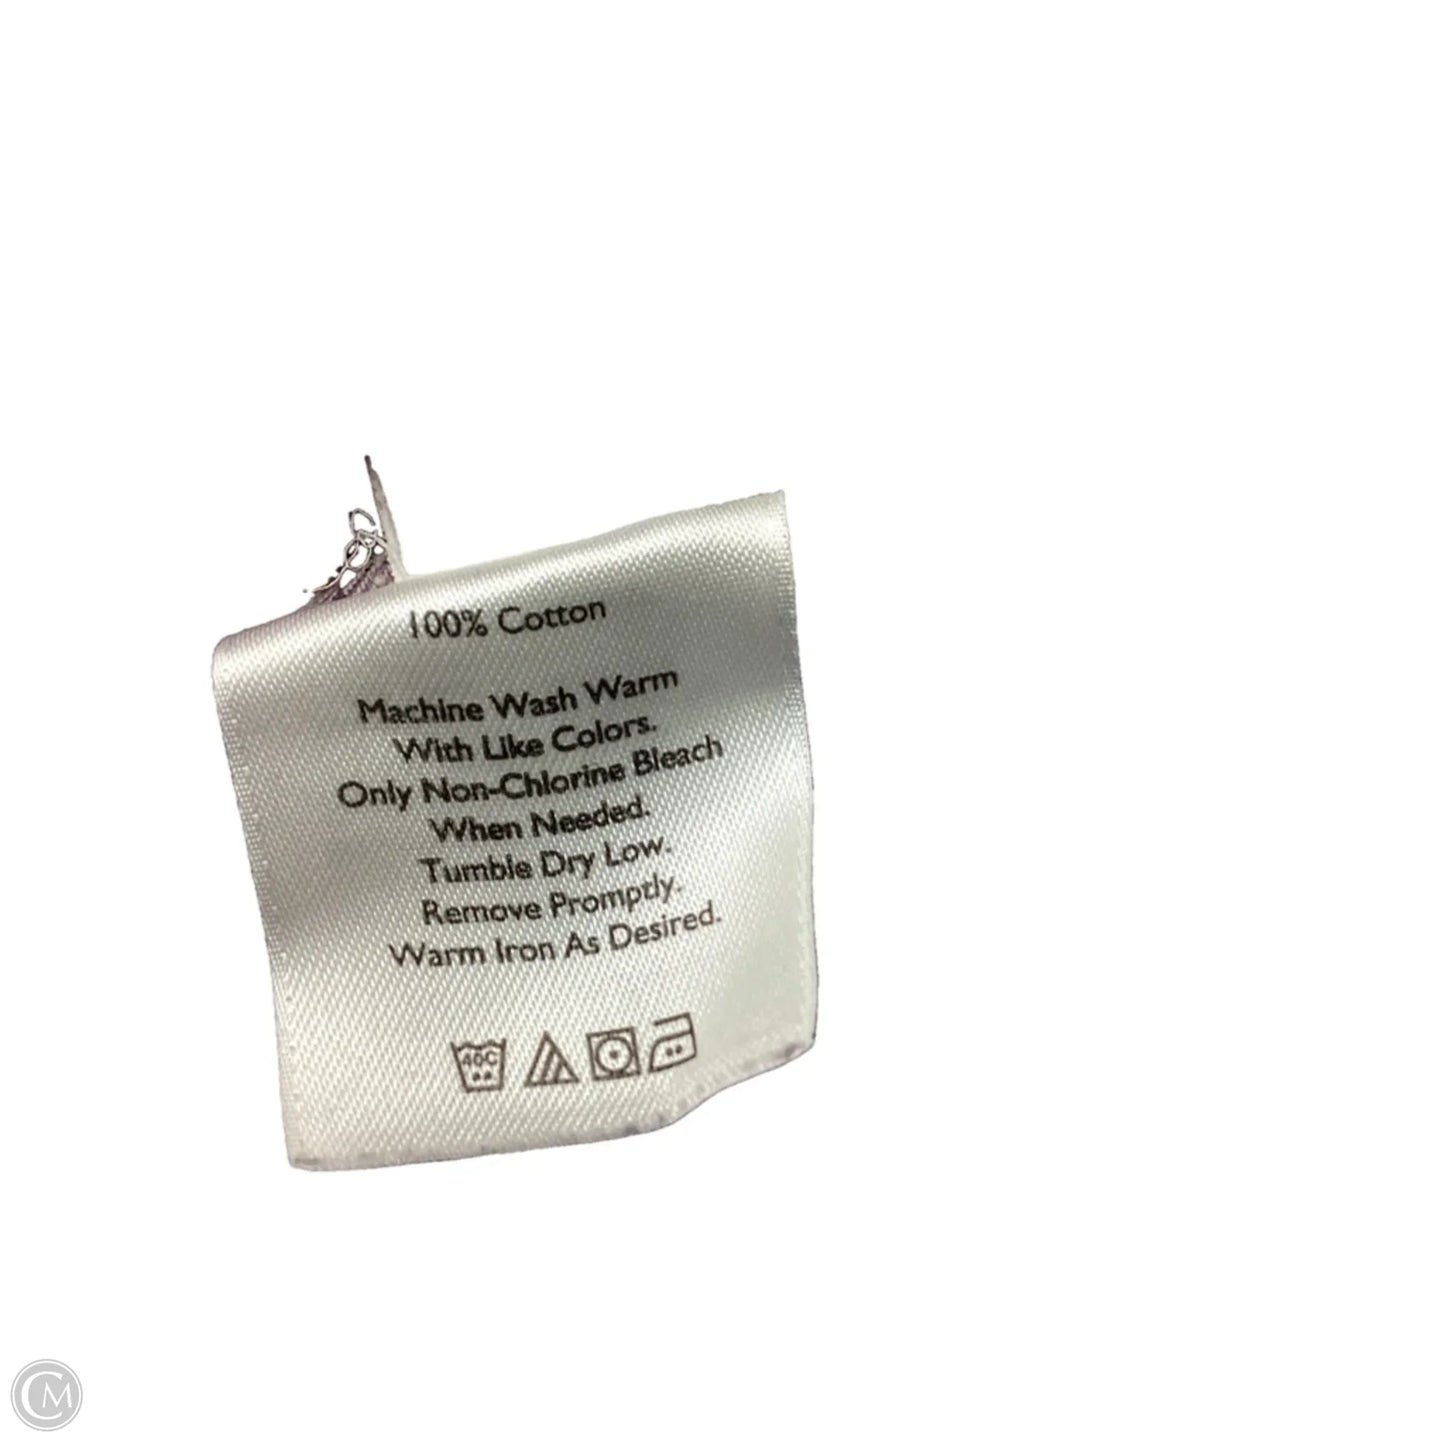 100% Cotton
Machine Wash Warm
With Like Colors.
Only Non-Chlorine Bleach
When Needed.
Tumble Dry Low.
Remove Promptly.
Warm Iron As Desired.
40C
CM